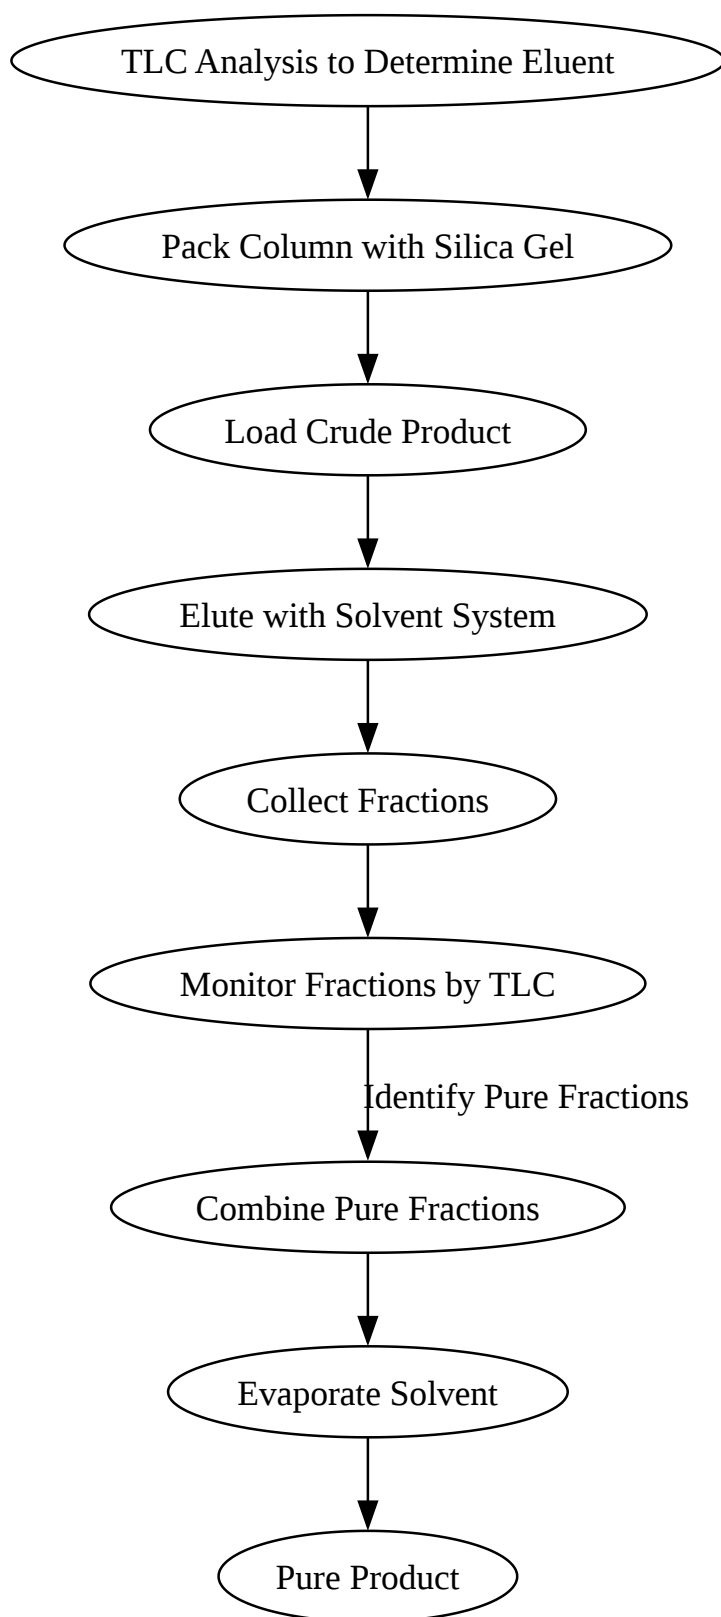 TLC Analysis to Determine Eluent
Pack Column with Silica Gel
Load Crude Product
Elute with Solvent System
Collect Fractions
Monitor Fractions by TLC
Identify Pure Fractions
Combine Pure Fractions
Evaporate Solvent
Pure Product